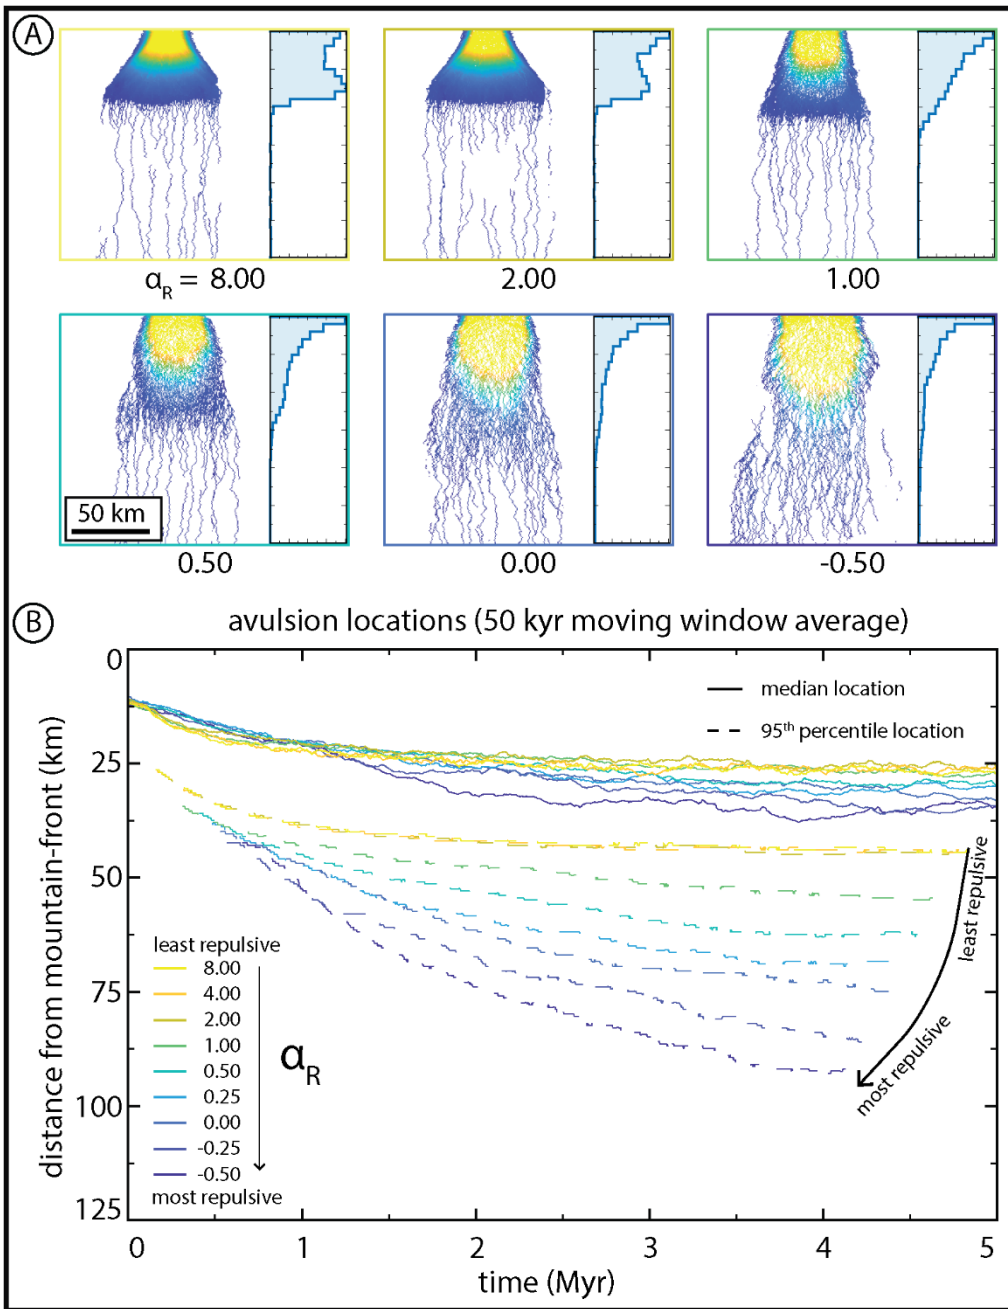 A
αR = 8.00
2.00
1.00
50 km
0.50
0.00
-0.50
B
avulsion locations (50 kyr moving window average)
0
25
50
75
100
125
distance from mountain-front (km)
median location
95th percentile location
least repulsive
8.00
4.00
2.00
1.00
0.50
0.25
0.00
-0.25
-0.50
most repulsive
αR
least repulsive
most repulsive
0
1
2
3
4
5
time (Myr)